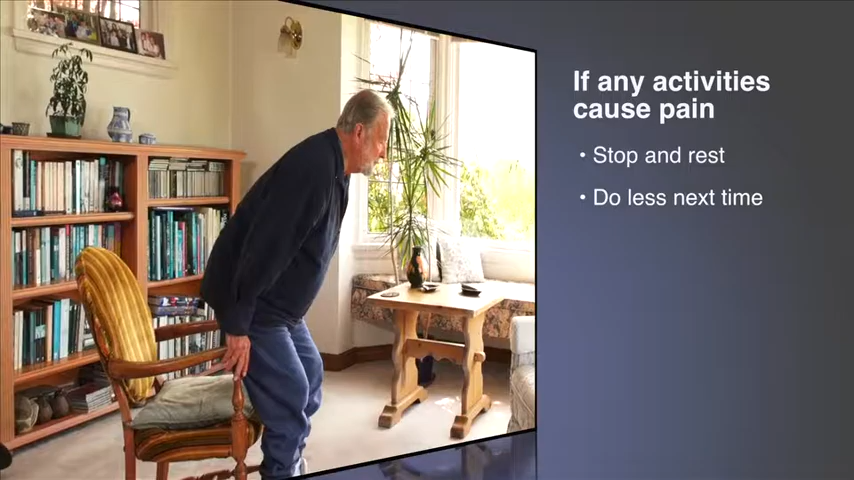 If any activities
cause pain
• Stop and rest
• Do less next time